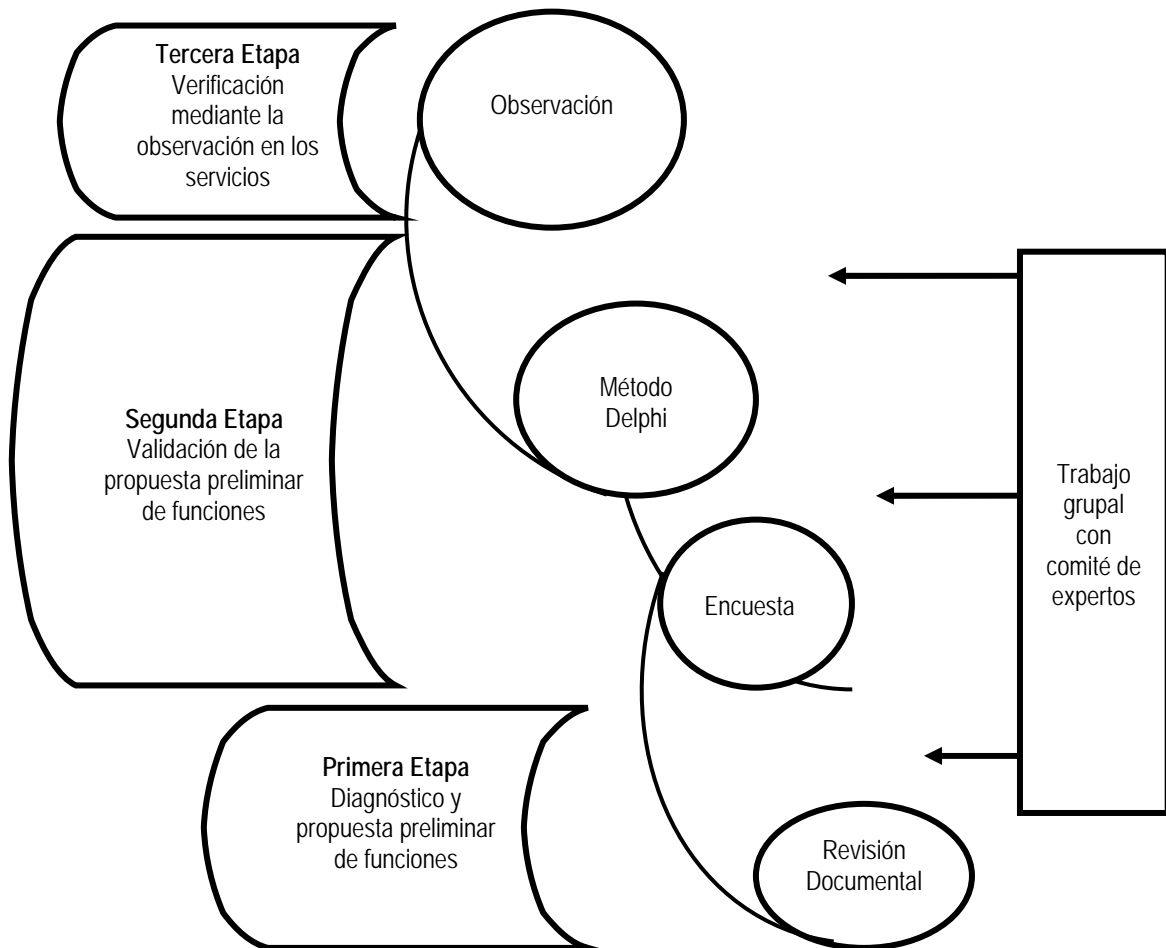 Tercera Etapa
Verificación
mediante la
observación en los
servicios
Observación
Segunda Etapa
Validación de la
propuesta preliminar
de funciones
Método
Delphi
Encuesta
Trabajo
grupal
con
comité de
expertos
Primera Etapa
Diagnóstico y
propuesta preliminar
de funciones
Revisión
Documental